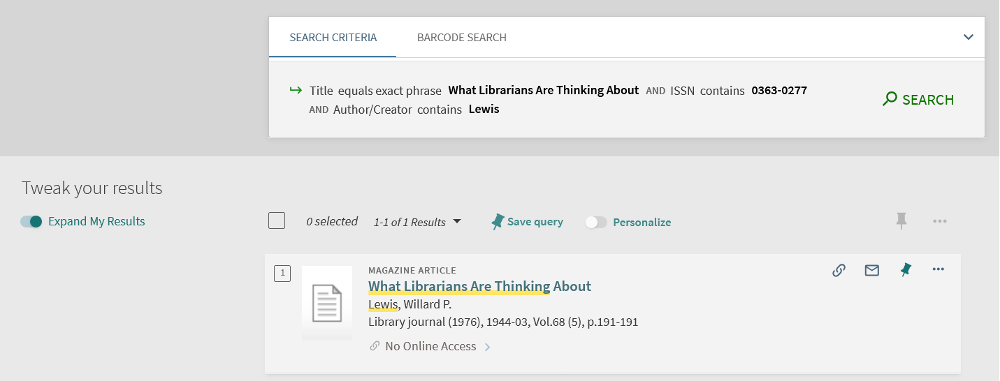 SEARCH CRITERIA BARCODE SEARCH
Title equals exact phrase What Librarians Are Thinking About AND ISSN contains 0363-0277
AND Author/Creator contains Lewis
SEARCH
Tweak your results
Expand My Results
0 selected 1-1 of 1 Results Save query Personalize
1
MAGAZINE ARTICLE
What Librarians Are Thinking About
Lewis, Willard P.
Library journal (1976), 1944-03, Vol.68 (5), p.191-191
No Online Access